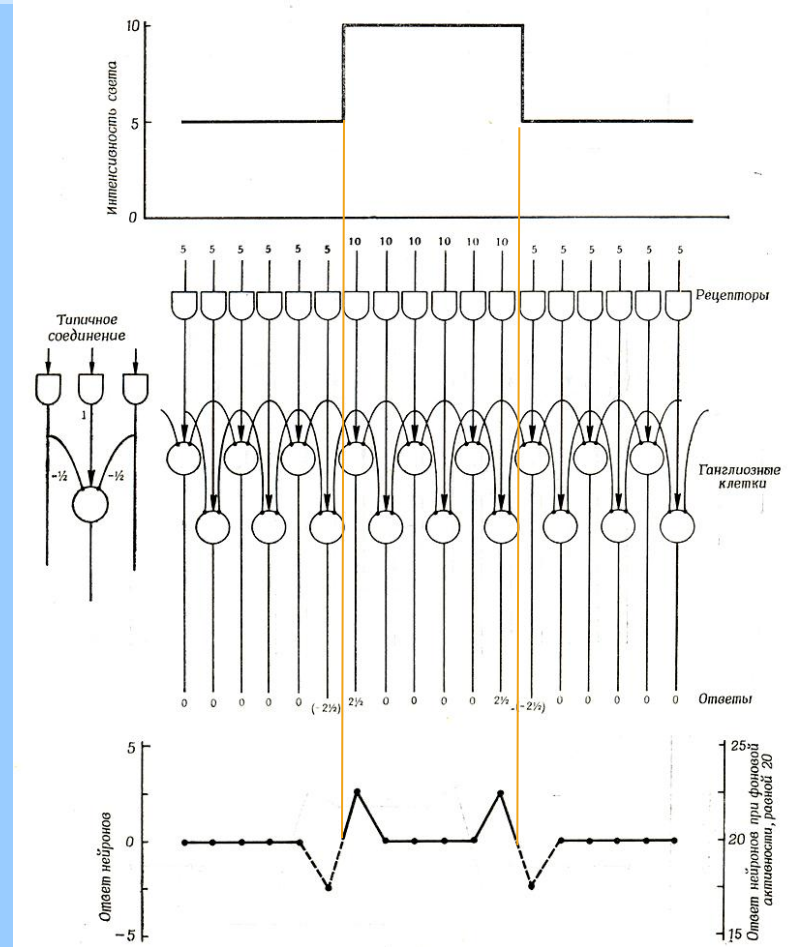 10
5
0
Интенсивность света
5 5 5 5 5 5 10 10 10 10 10 10 5 5 5 5 5 5
Рецепторы
Типичное
соединение
1
-½ -½
Ганглиозные
клетки
0 0 0 0 0 (-2½) 2½ 0 0 0 0 2½ (-2½) 0 0 0 0 0
Ответы
5
0
-5
Ответ нейронов
25
20
15
Ответ нейронов при фоновой
активности, равной 20